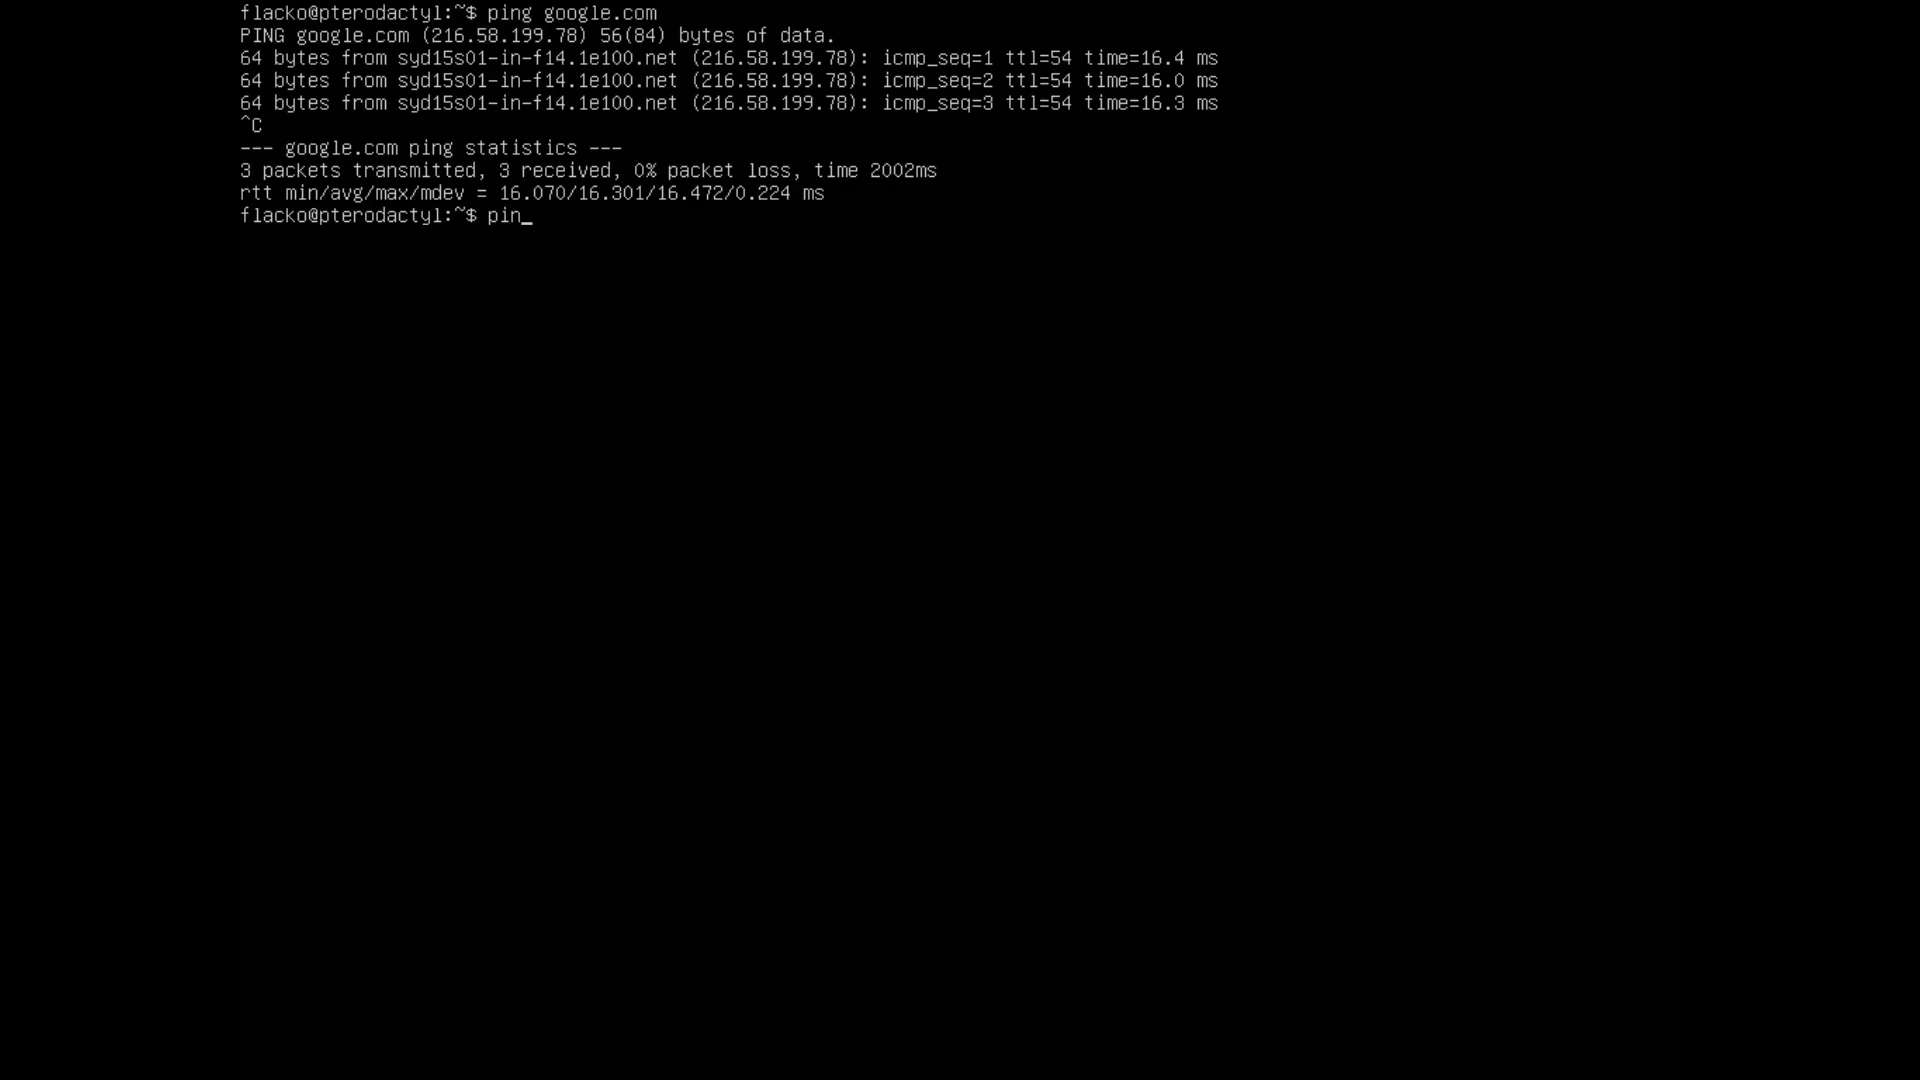 flacko@pterodactyl:~$ ping google.com
PING google.com (216.58.199.78) 56(84) bytes of data.
64 bytes from syd15s01-in-f14.1e100.net (216.58.199.78): icmp_seq=1 ttl=54 time=16.4 ms
64 bytes from syd15s01-in-f14.1e100.net (216.58.199.78): icmp_seq=2 ttl=54 time=16.0 ms
64 bytes from syd15s01-in-f14.1e100.net (216.58.199.78): icmp_seq=3 ttl=54 time=16.3 ms
^C
--- google.com ping statistics ---
3 packets transmitted, 3 received, 0% packet loss, time 2002ms
rtt min/avg/max/mdev = 16.070/16.301/16.472/0.224 ms
flacko@pterodactyl:~$ pin_